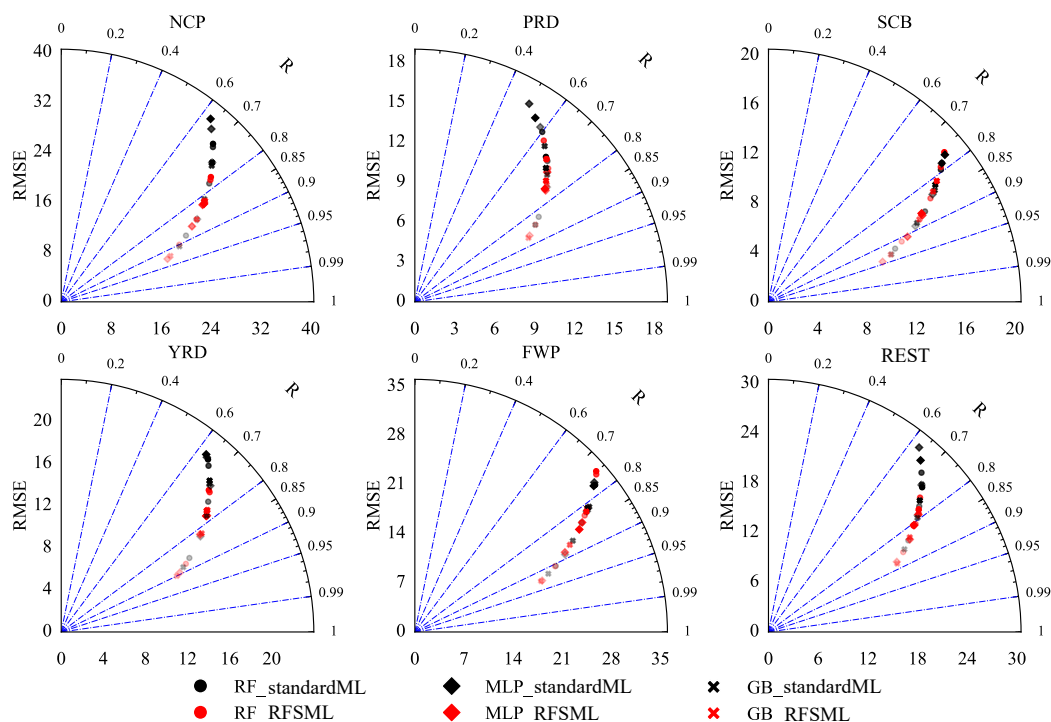 NCP PRD SCB
0 0.2 0.4 0.6 0.7 0.8 0.85 0.9 0.95 0.99 1 R
RMSE
40 32 24 16 8 0
0 8 16 24 32 40
0 0.2 0.4 0.6 0.7 0.8 0.85 0.9 0.95 0.99 1 R
RMSE
18 15 12 9 6 3 0
0 3 6 9 12 15 18
0 0.2 0.4 0.6 0.7 0.8 0.85 0.9 0.95 0.99 1 R
RMSE
20 16 12 8 4 0
0 4 8 12 16 20
YRD FWP REST
0 0.2 0.4 0.6 0.7 0.8 0.85 0.9 0.95 0.99 1 R
RMSE
20 16 12 8 4 0
0 4 8 12 16 20
0 0.2 0.4 0.6 0.7 0.8 0.85 0.9 0.95 0.99 1 R
RMSE
35 28 21 14 7 0
0 7 14 21 28 35
0 0.2 0.4 0.6 0.7 0.8 0.85 0.9 0.95 0.99 1 R
RMSE
30 24 18 12 6 0
0 6 12 18 24 30
RF_standardML MLP_standardML GB_standardML
RF_RFSML MLP_RFSML GB_RFSML